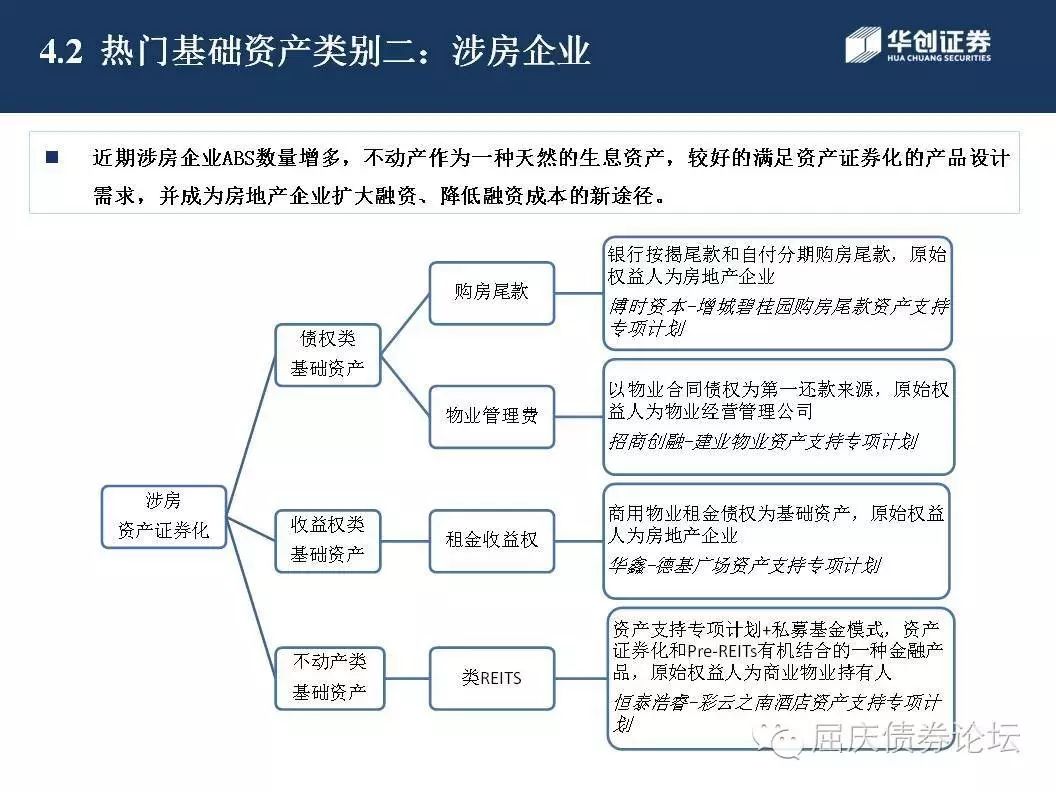 4.2 热门基础资产类别二：涉房企业
华创证券
HUA CHUANG SECURITIES
近期涉房企业ABS数量增多，不动产作为一种天然的生息资产，较好的满足资产证券化的产品设计
需求，并成为房地产企业扩大融资、降低融资成本的新途径。
涉房
资产证券化
债权类
基础资产
购房尾款
银行按揭尾款和自付分期购房尾款，原始
权益人为房地产企业
博时资本-增城碧桂园购房尾款资产支持
专项计划
物业管理费
以物业合同债权为第一还款来源，原始权
益人为物业经营管理公司
招商创融-建业物业资产支持专项计划
收益权类
基础资产
租金收益权
商用物业租金债权为基础资产，原始权益
人为房地产企业
华鑫-德基广场资产支持专项计划
不动产类
基础资产
类REITS
资产支持专项计划+私募基金模式，资产
证券化和Pre-REITs有机结合的一种金融产
品，原始权益人为商业物业持有人
恒泰浩睿-彩云之南酒店资产支持专项计
划
屈庆债券论坛